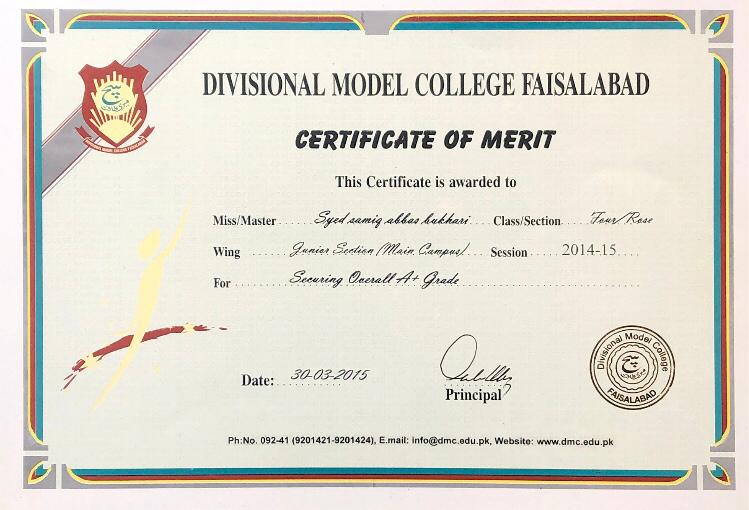 DIVISIONAL MODEL COLLEGE FAISALABAD
CERTIFICATE OF MERIT
This Certificate is awarded to
Miss/Master Syed samiq abbas bukhari Class/Section Four/Rose
Wing Junior Section (Main Campus) Session 2014-15
For Securing Overall A+ Grade
Date: 30-03-2015
Principal
Divisional Model College
FAISALABAD
Ph:No. 092-41 (9201421-9201424), E.mail: info@dmc.edu.pk, Website: www.dmc.edu.pk